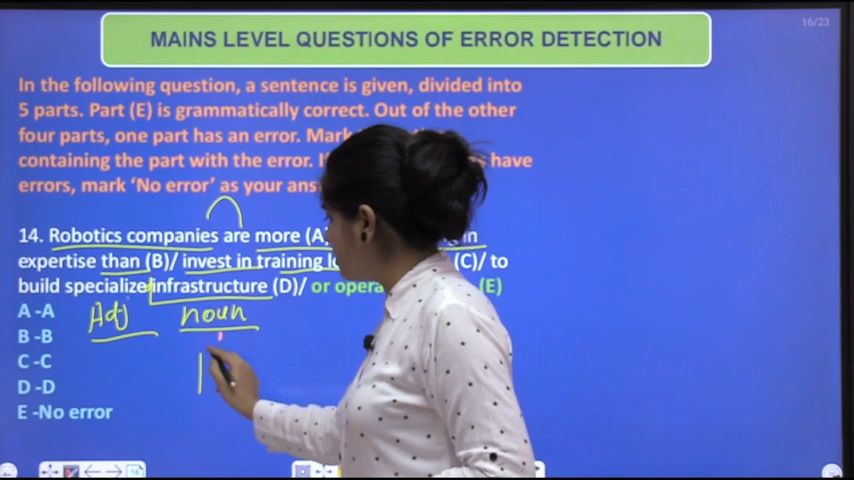 16/23
MAINS LEVEL QUESTIONS OF ERROR DETECTION
In the following question, a sentence is given, divided into
5 parts. Part (E) is grammatically correct. Out of the other
four parts, one part has an error. Mark
containing the part with the error. have
errors, mark 'No error' as your
14. Robotics companies are more (A) in
expertise than (B)/ invest in training (C)/ to
build specialize infrastructure (D)/ or (E)
A -A
Adj noun
B -B
C -C
D -D
E -No error